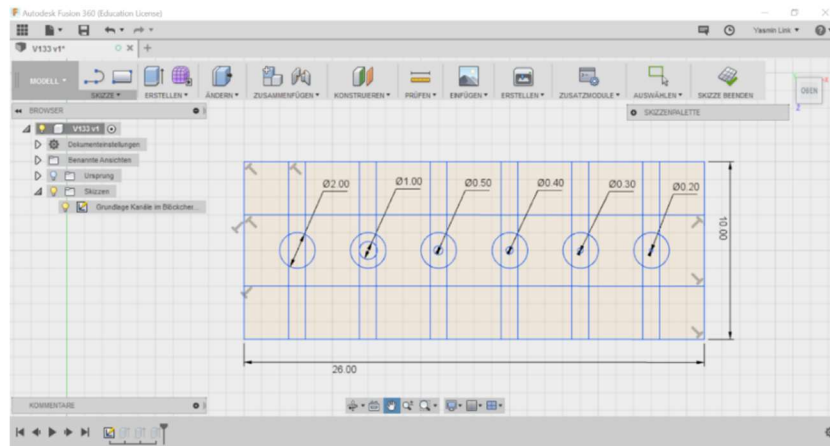 Autodesk Fusion 360 (Education License)
Yasmin Link
V133 v1*
MODELL
SKIZZE
ERSTELLEN
ÄNDERN
ZUSAMMENFÜGEN
KONSTRUIEREN
PRÜFEN
EINFÜGEN
ERSTELLEN
ZUSATZMODULE
AUSWÄHLEN
SKIZZE BEENDEN
OBEN
X
Z
BROWSER
SKIZZENPALETTE
V133 v1
Dokumenteinstellungen
Benannte Ansichten
Ursprung
Skizzen
Grundlage Kanäle im Blöckcher...
Ø2.00
Ø1.00
Ø0.50
Ø0.40
Ø0.30
Ø0.20
10.00
26.00
KOMMENTARE